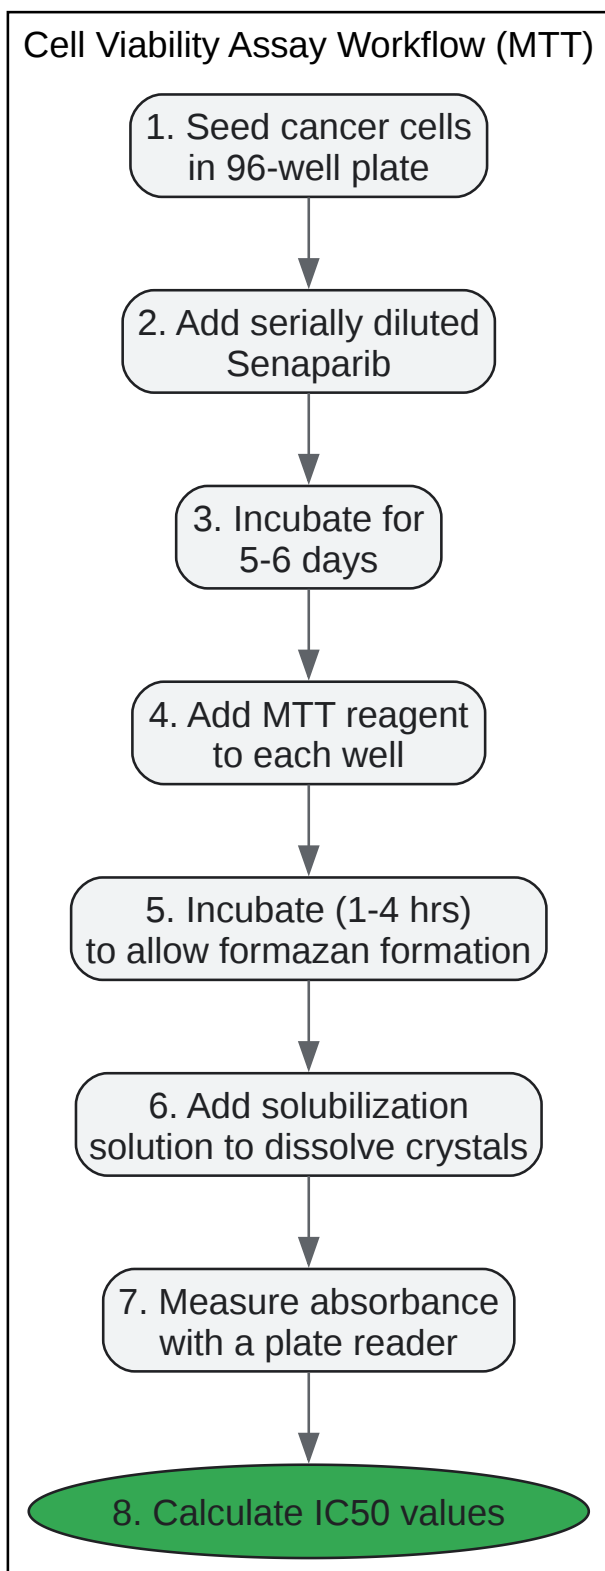 Cell Viability Assay Workflow (MTT)
1. Seed cancer cells
in 96-well plate
2. Add serially diluted
Senaparib
3. Incubate for
5-6 days
4. Add MTT reagent
to each well
5. Incubate (1-4 hrs)
to allow formazan formation
6. Add solubilization
solution to dissolve crystals
7. Measure absorbance
with a plate reader
8. Calculate IC50 values